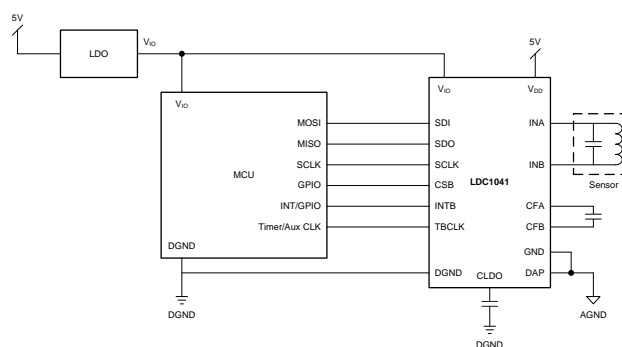 5V
LDO
VIO
5V
VIO
MOSI
MISO
SCLK
GPIO
INT/GPIO
Timer/Aux CLK
MCU
DGND
DGND
VIO
VDD
SDI
SDO
SCLK
CSB
INTB
TBCLK
DGND
LDC1041
INA
INB
CFA
CFB
GND
DAP
CLDO
Sensor
AGND
DGND